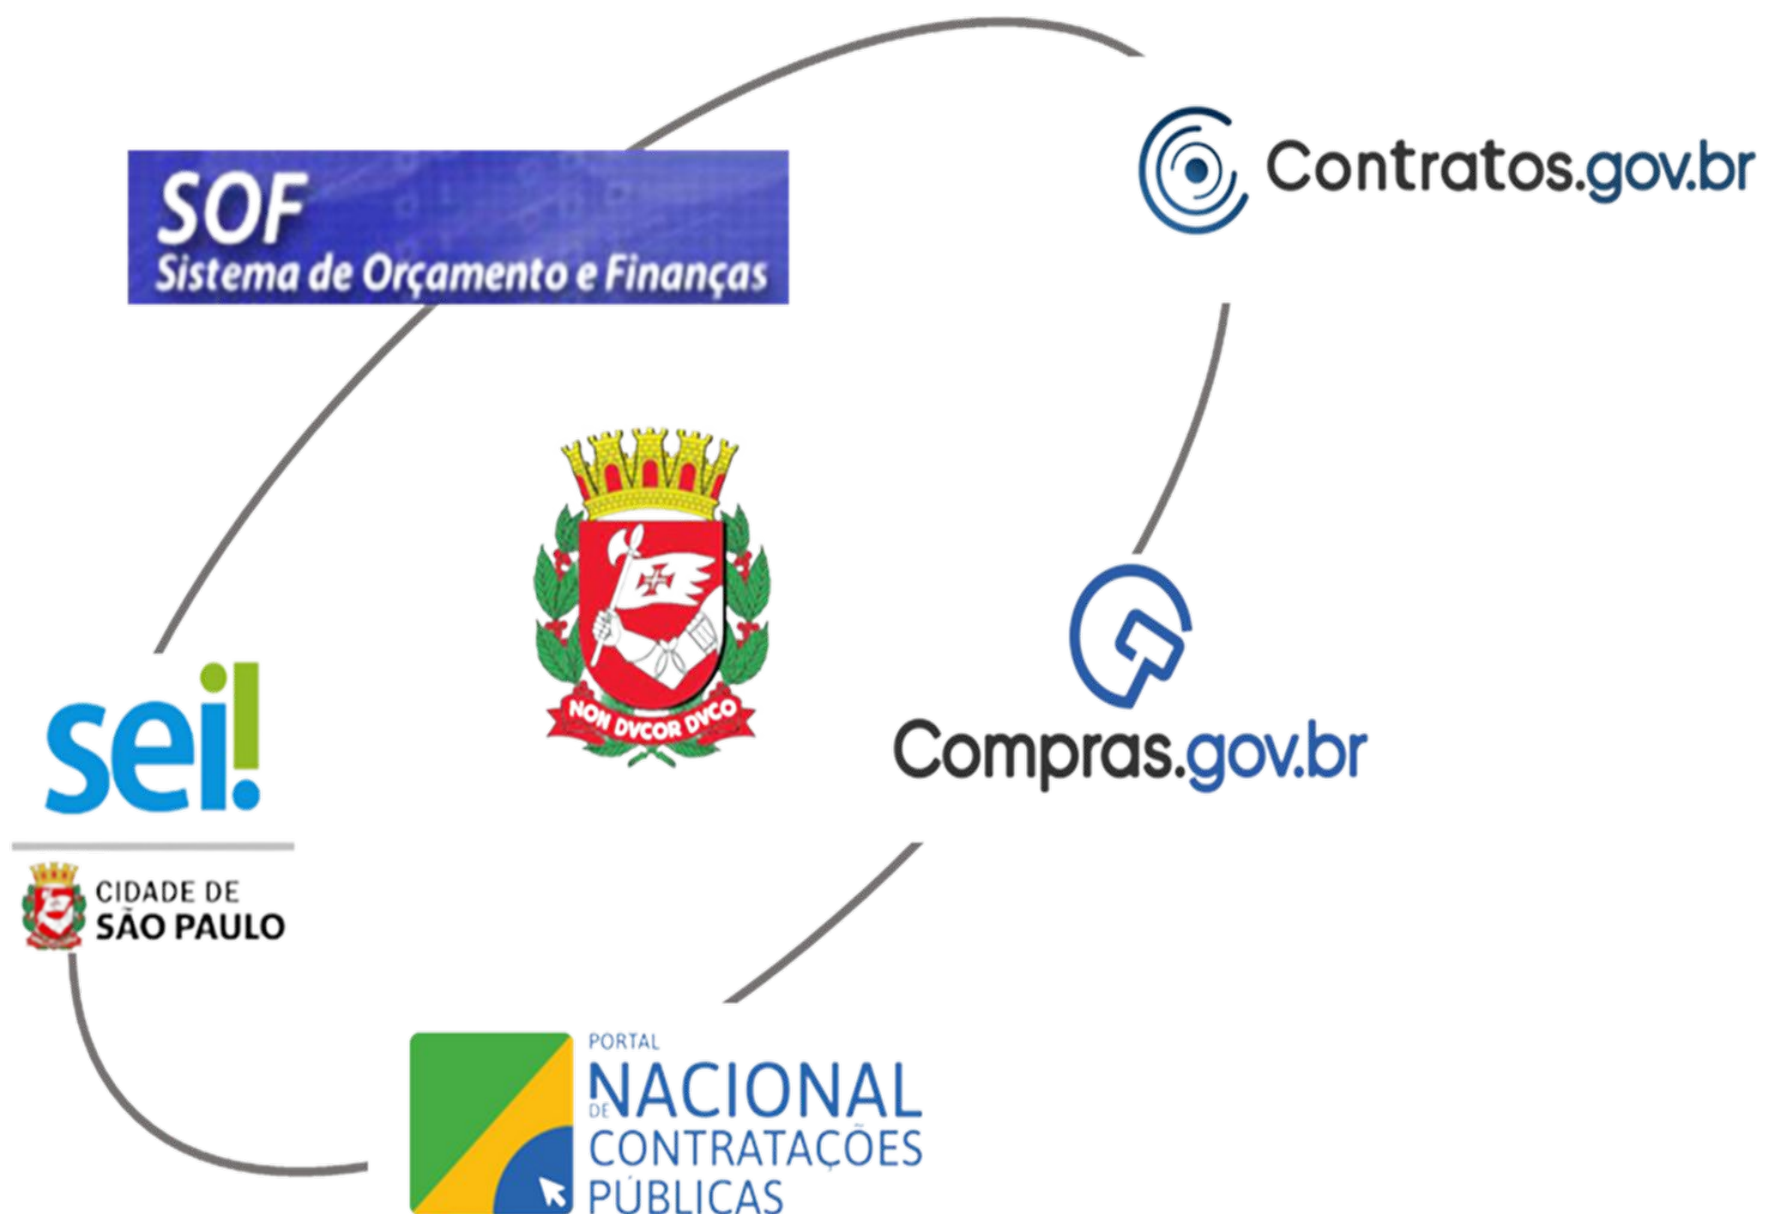 SOF
Sistema de Orçamento e Finanças
Contratos.gov.br
NON DVCOR DVCO
Compras.gov.br
sei!
CIDADE DE
SÃO PAULO
PORTAL
NACIONAL
DE
CONTRATAÇÕES
PÚBLICAS